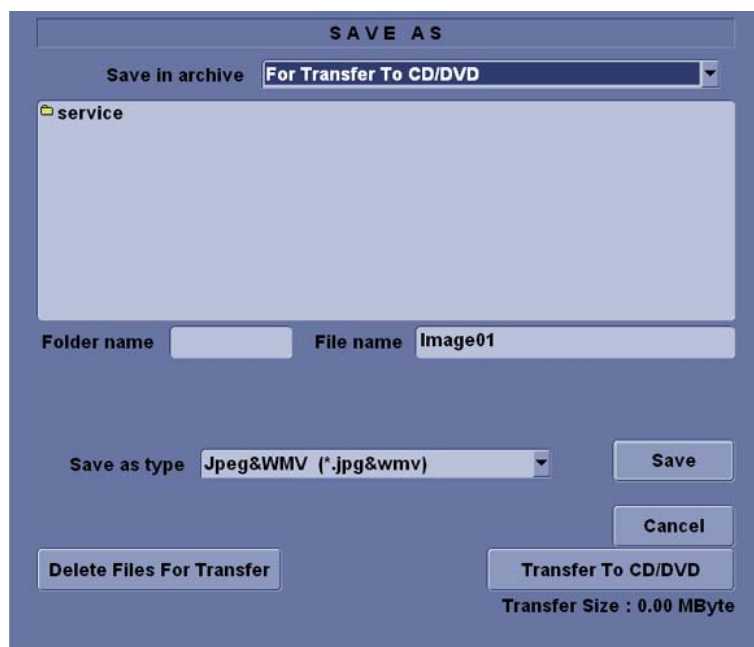 SAVE AS
Save in archive For Transfer To CD/DVD
service
Folder name File name Image01
Save as type Jpeg&WMV (*.jpg&wmv) Save
Cancel
Delete Files For Transfer Transfer To CD/DVD
Transfer Size : 0.00 MByte